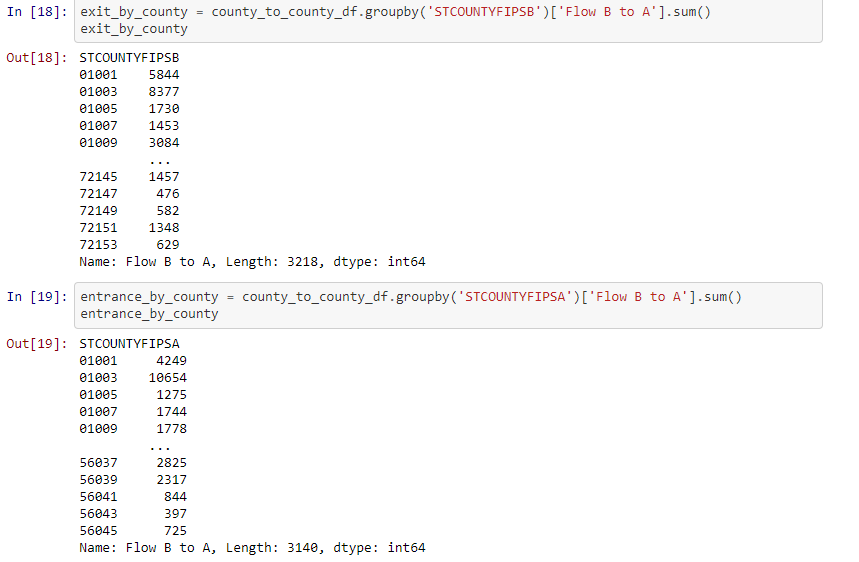 In [18]: exit_by_county = county_to_county_df.groupby('STCOUNTYFIPSB')['Flow B to A'].sum()
exit_by_county
Out[18]: STCOUNTYFIPSB
01001    5844
01003    8377
01005    1730
01007    1453
01009    3084
...
72145    1457
72147     476
72149     582
72151    1348
72153     629
Name: Flow B to A, Length: 3218, dtype: int64
In [19]: entrance_by_county = county_to_county_df.groupby('STCOUNTYFIPSA')['Flow B to A'].sum()
entrance_by_county
Out[19]: STCOUNTYFIPSA
01001     4249
01003    10654
01005     1275
01007     1744
01009     1778
...
56037     2825
56039     2317
56041      844
56043      397
56045      725
Name: Flow B to A, Length: 3140, dtype: int64